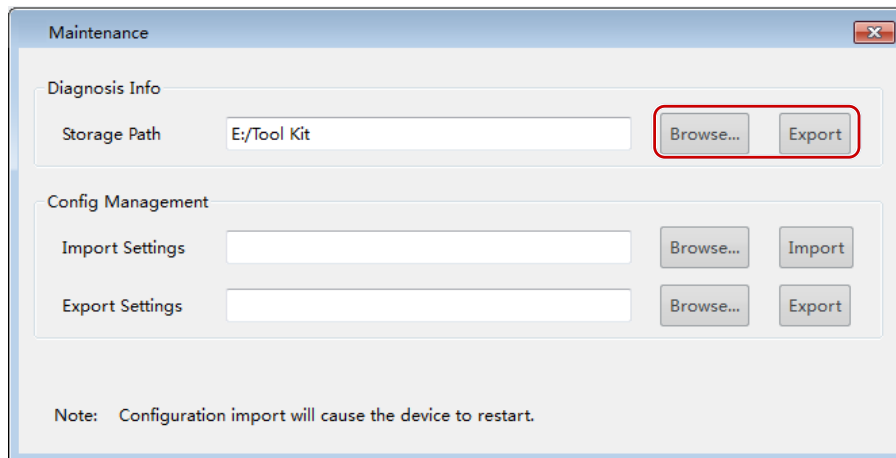 Maintenance
Diagnosis Info
Storage Path E:/Tool Kit Browse... Export
Config Management
Import Settings Browse... Import
Export Settings Browse... Export
Note: Configuration import will cause the device to restart.